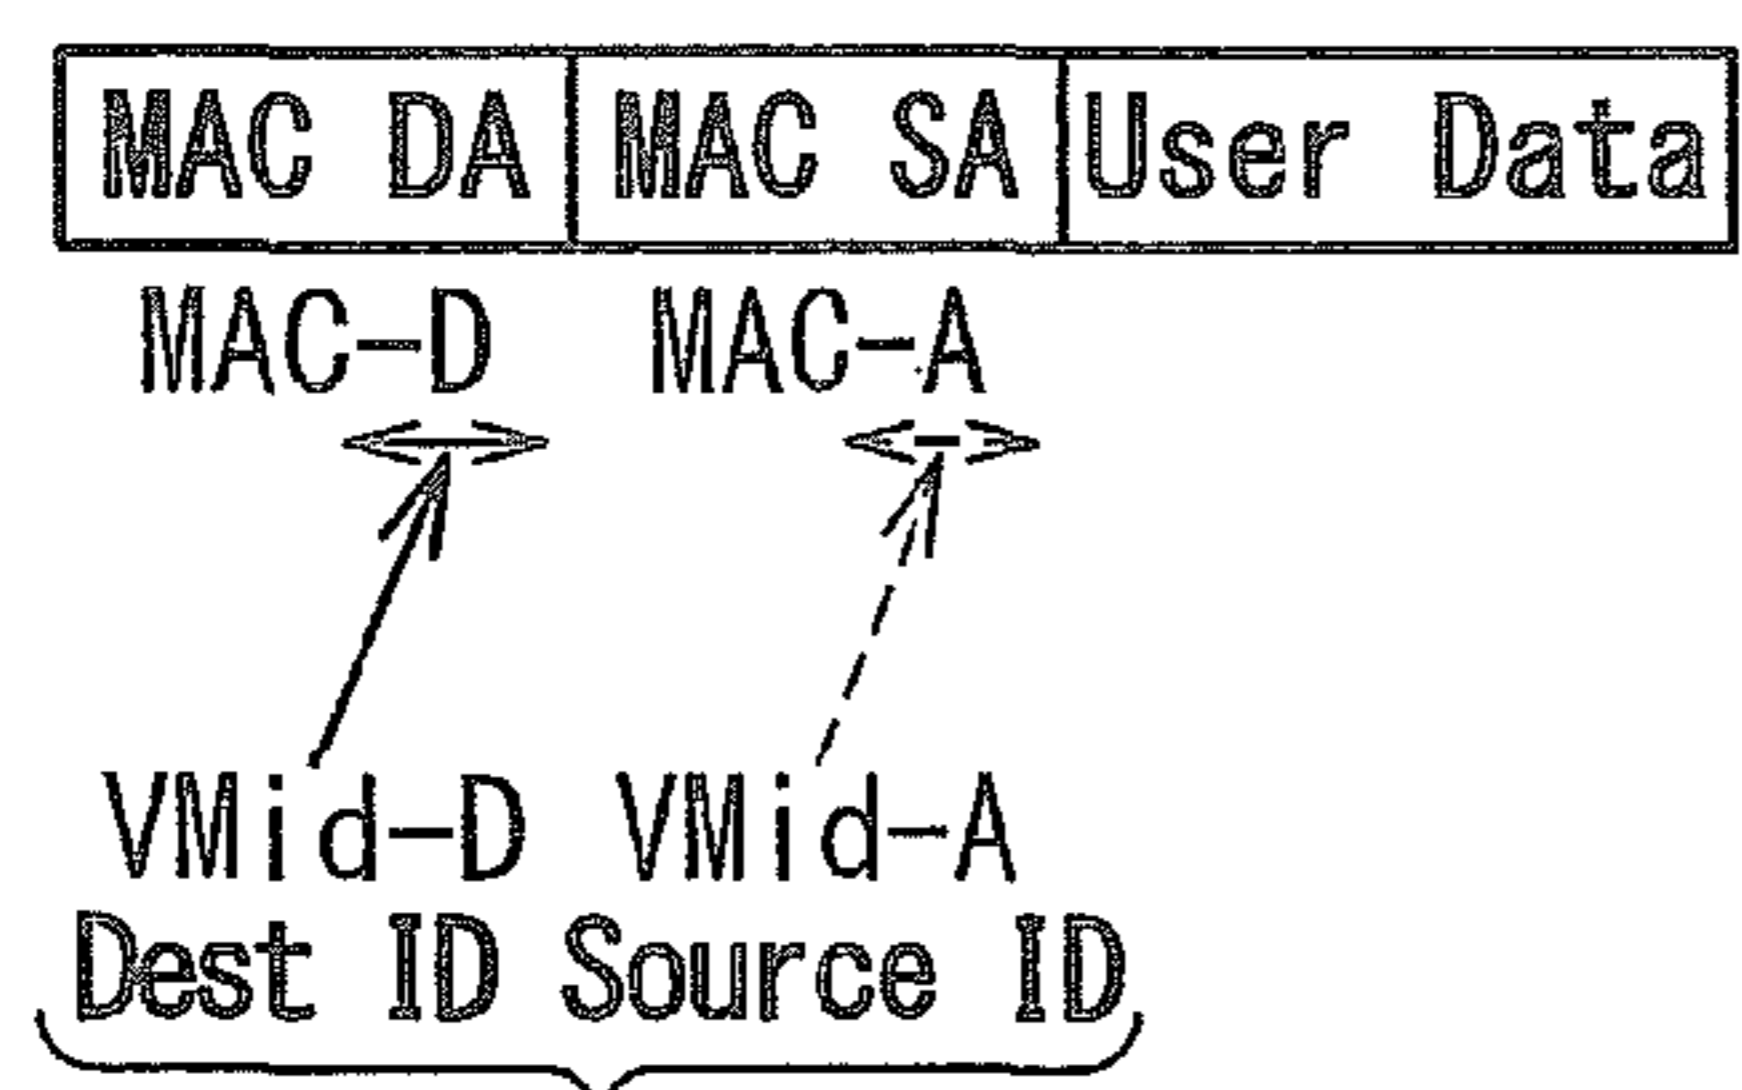 MAC DA MAC SA User Data
MAC-D MAC-A
VMid-D VMid-A
Dest ID Source ID